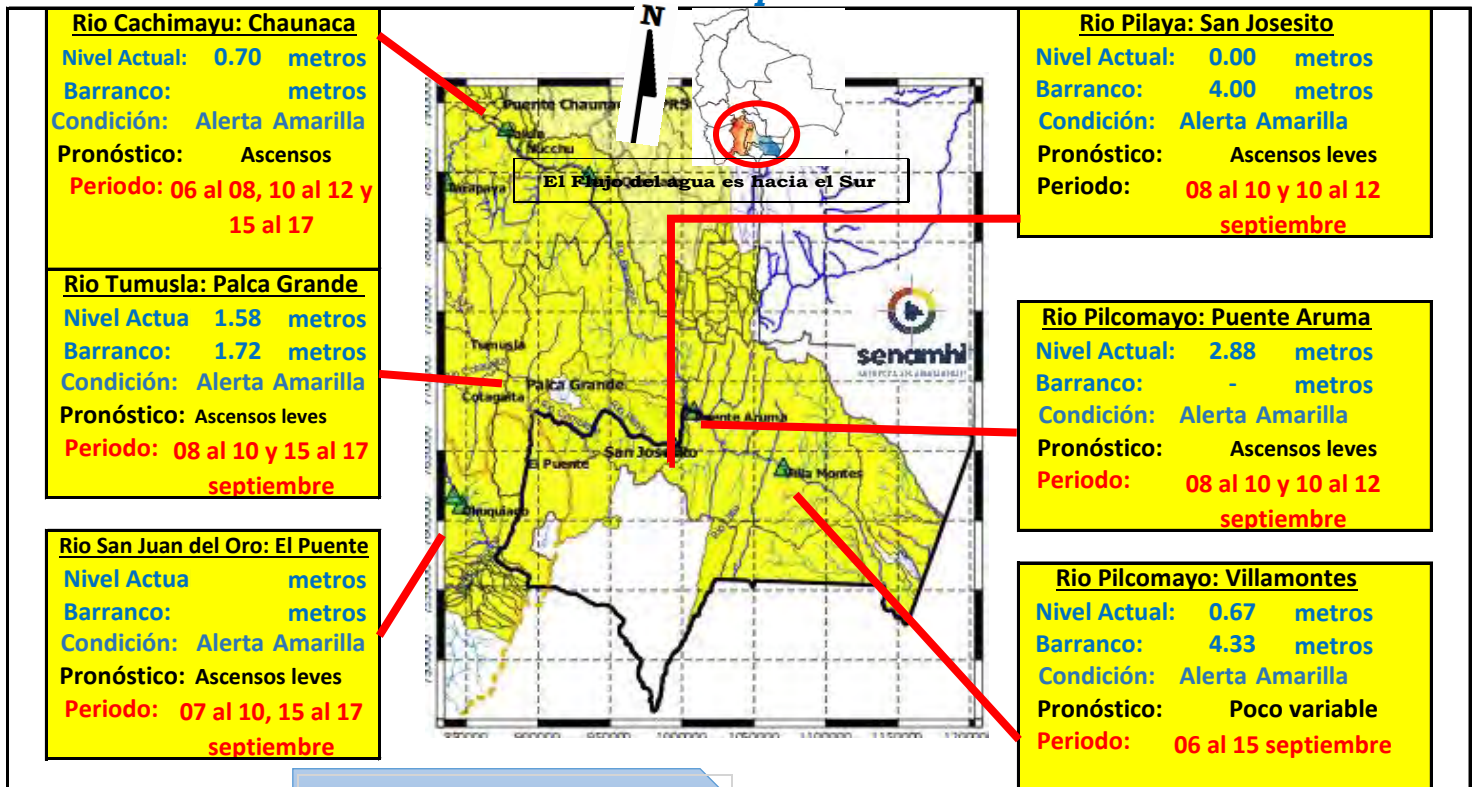 Rio Cachimayu: Chaunaca
Nivel Actual: 0.70 metros
Barranco: metros
Condición: Alerta Amarilla
Pronóstico: Ascensos
Periodo: 06 al 08, 10 al 12 y
15 al 17
Rio Tumusla: Palca Grande
Nivel Actua 1.58 metros
Barranco: 1.72 metros
Condición: Alerta Amarilla
Pronóstico: Ascensos leves
Periodo: 08 al 10 y 15 al 17
septiembre
Rio San Juan del Oro: El Puente
Nivel Actua metros
Barranco: metros
Condición: Alerta Amarilla
Pronóstico: Ascensos leves
Periodo: 07 al 10, 15 al 17
septiembre
N
Puente Chauna
Nucchu
El Flujo del agua es hacia el Sur
Tarapaya
senamhi
Tumusla
Palca Grande
Cotagaita
Puente Aruma
San Josesito
El Puente
Villa Montes
Chuquiago
Rio Pilaya: San Josesito
Nivel Actual: 0.00 metros
Barranco: 4.00 metros
Condición: Alerta Amarilla
Pronóstico: Ascensos leves
Periodo: 08 al 10 y 10 al 12
septiembre
Rio Pilcomayo: Puente Aruma
Nivel Actual: 2.88 metros
Barranco: - metros
Condición: Alerta Amarilla
Pronóstico: Ascensos leves
Periodo: 08 al 10 y 10 al 12
septiembre
Rio Pilcomayo: Villamontes
Nivel Actual: 0.67 metros
Barranco: 4.33 metros
Condición: Alerta Amarilla
Pronóstico: Poco variable
Periodo: 06 al 15 septiembre